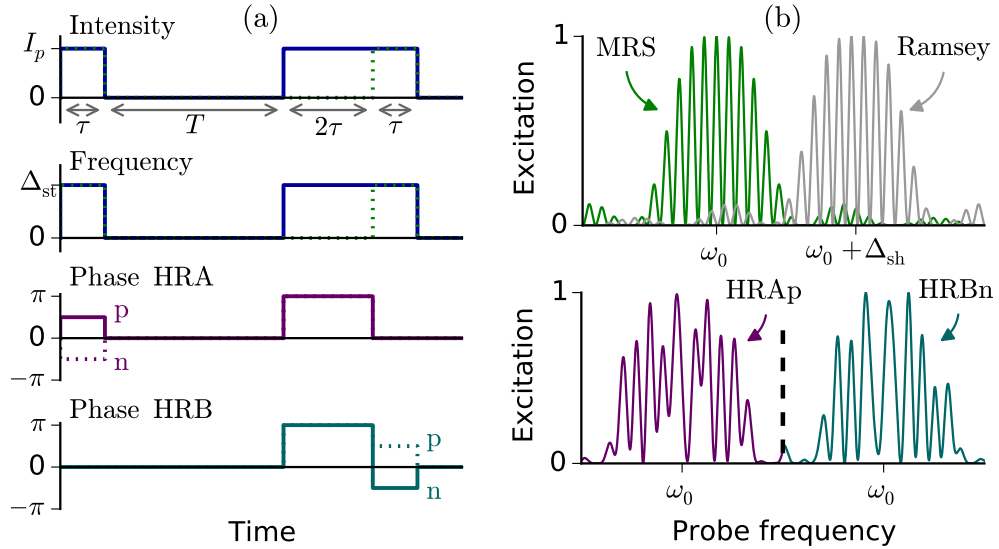 (a)
Intensity
I_p
0
τ
T
2τ
τ
Frequency
Δ_st
0
Phase HRA
π
p
0
n
−π
Phase HRB
π
p
0
n
−π
Time
(b)
1
MRS
Ramsey
Excitation
0
ω_0
ω_0 + Δ_sh
1
HRAp
HRBn
Excitation
0
ω_0
ω_0
Probe frequency